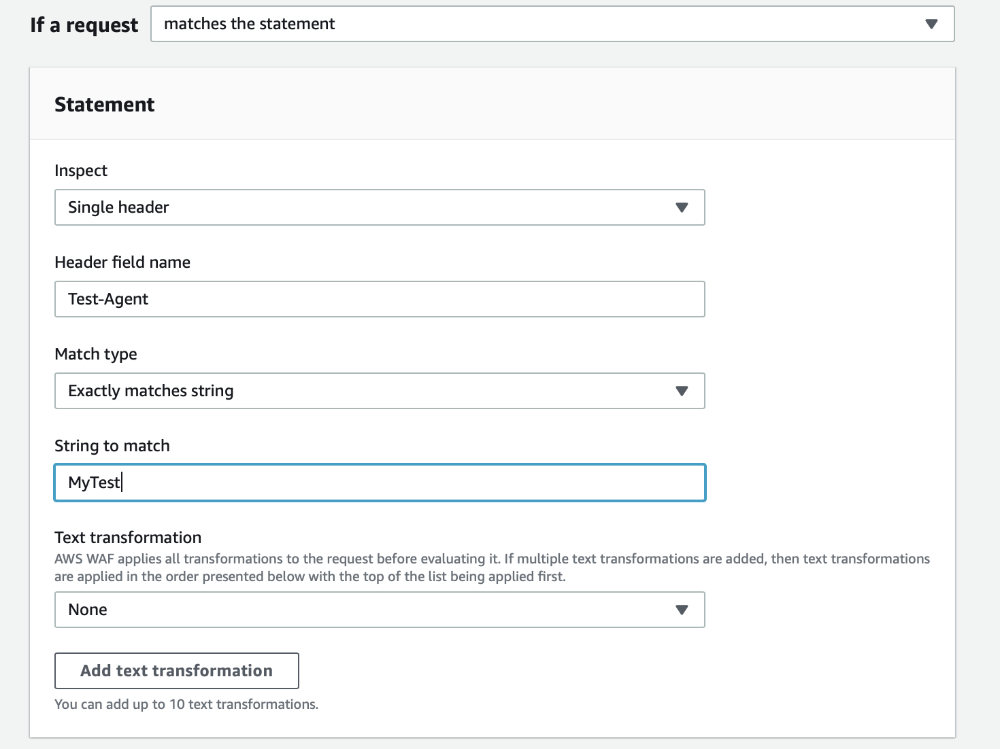 If a request
matches the statement
Statement
Inspect
Single header
Header field name
Test-Agent
Match type
Exactly matches string
String to match
MyTest
Text transformation
AWS WAF applies all transformations to the request before evaluating it. If multiple text transformations are added, then text transformations
are applied in the order presented below with the top of the list being applied first.
None
Add text transformation
You can add up to 10 text transformations.